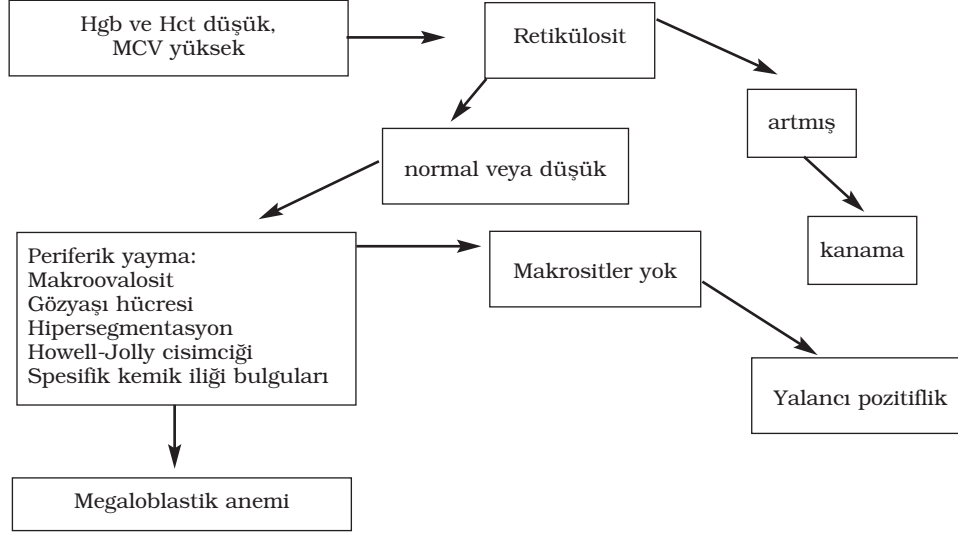 Hgb ve Hct düşük,
MCV yüksek
Retikülosit
artmış
normal veya düşük
kanama
Periferik yayma:
Makroovalosit
Gözyaşı hücresi
Hipersegmentasyon
Howell-Jolly cisimciği
Spesifik kemik iliği bulguları
Makrositler yok
Yalancı pozitiflik
Megaloblastik anemi